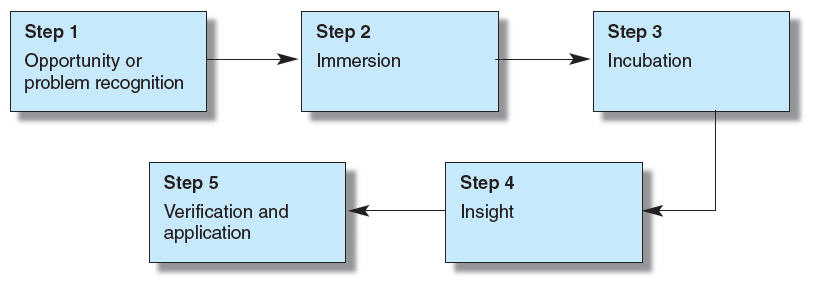 Step 1
Opportunity or
problem recognition
Step 2
Immersion
Step 3
Incubation
Step 4
Insight
Step 5
Verification and
application